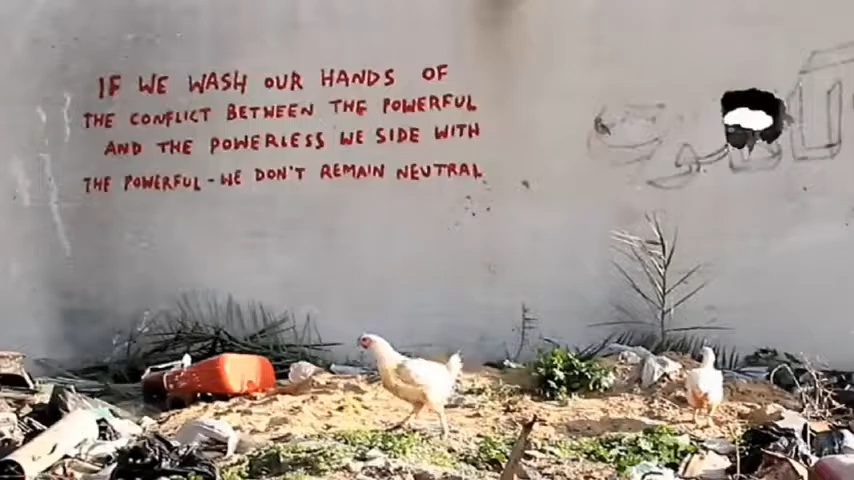 IF WE WASH OUR HANDS OF
THE CONFLICT BETWEEN THE POWERFUL
AND THE POWERLESS WE SIDE WITH
THE POWERFUL - WE DON'T REMAIN NEUTRAL